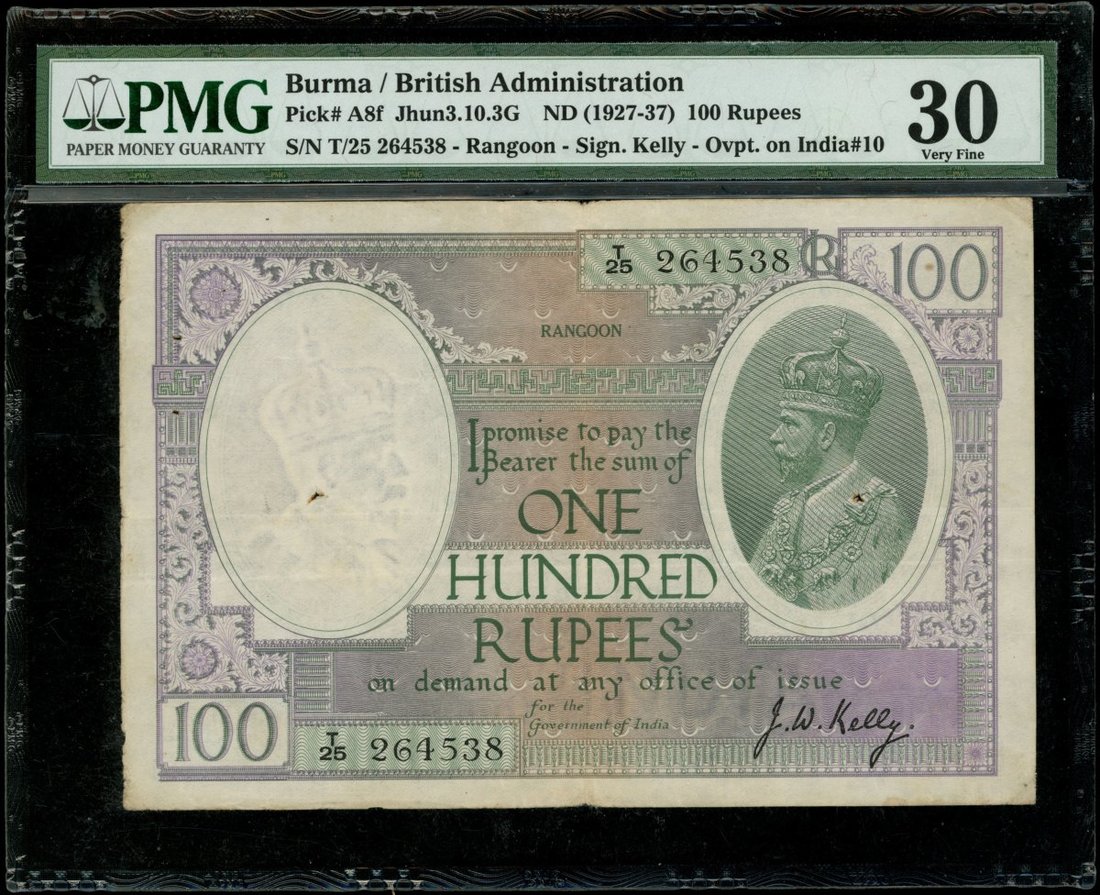 PMG
PAPER MONEY GUARANTY
Burma / British Administration
Pick# A8f Jhun3.10.3G ND (1927-37) 100 Rupees
S/N T/25 264538 - Rangoon - Sign. Kelly - Ovpt. on India#10
30
Very Fine
T/25 264538
R
100
RANGOON
I promise to pay the
Bearer the sum of
ONE
HUNDRED
RUPEES
on demand at any office of issue
for the
Government of India
J. W. Kelly.
100
T/25 264538